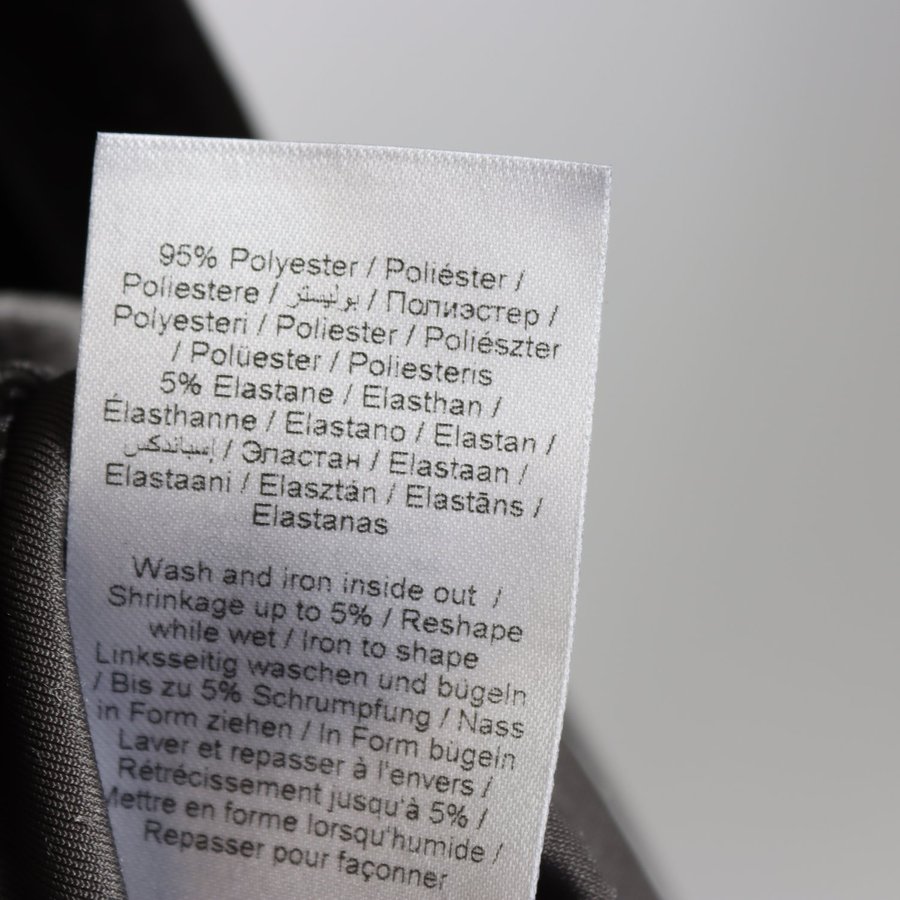 95% Polyester / Poliéster /
Poliestere / بوليستر / Полиэстер /
Polyesteri / Poliester / Poliészter
/ Polüester / Poliesteris
5% Elastane / Elasthan /
Élasthanne / Elastano / Elastan /
إسباندكس / Эластан / Elastaan /
Elastaani / Elasztán / Elastāns /
Elastanas
Wash and iron inside out /
Shrinkage up to 5% / Reshape
while wet / Iron to shape
Linksseitig waschen und bügeln
/ Bis zu 5% Schrumpfung / Nass
in Form ziehen / In Form bügeln
Laver et repasser à l'envers /
Rétrécissement jusqu'à 5% /
Mettre en forme lorsqu'humide /
Repasser pour façonner